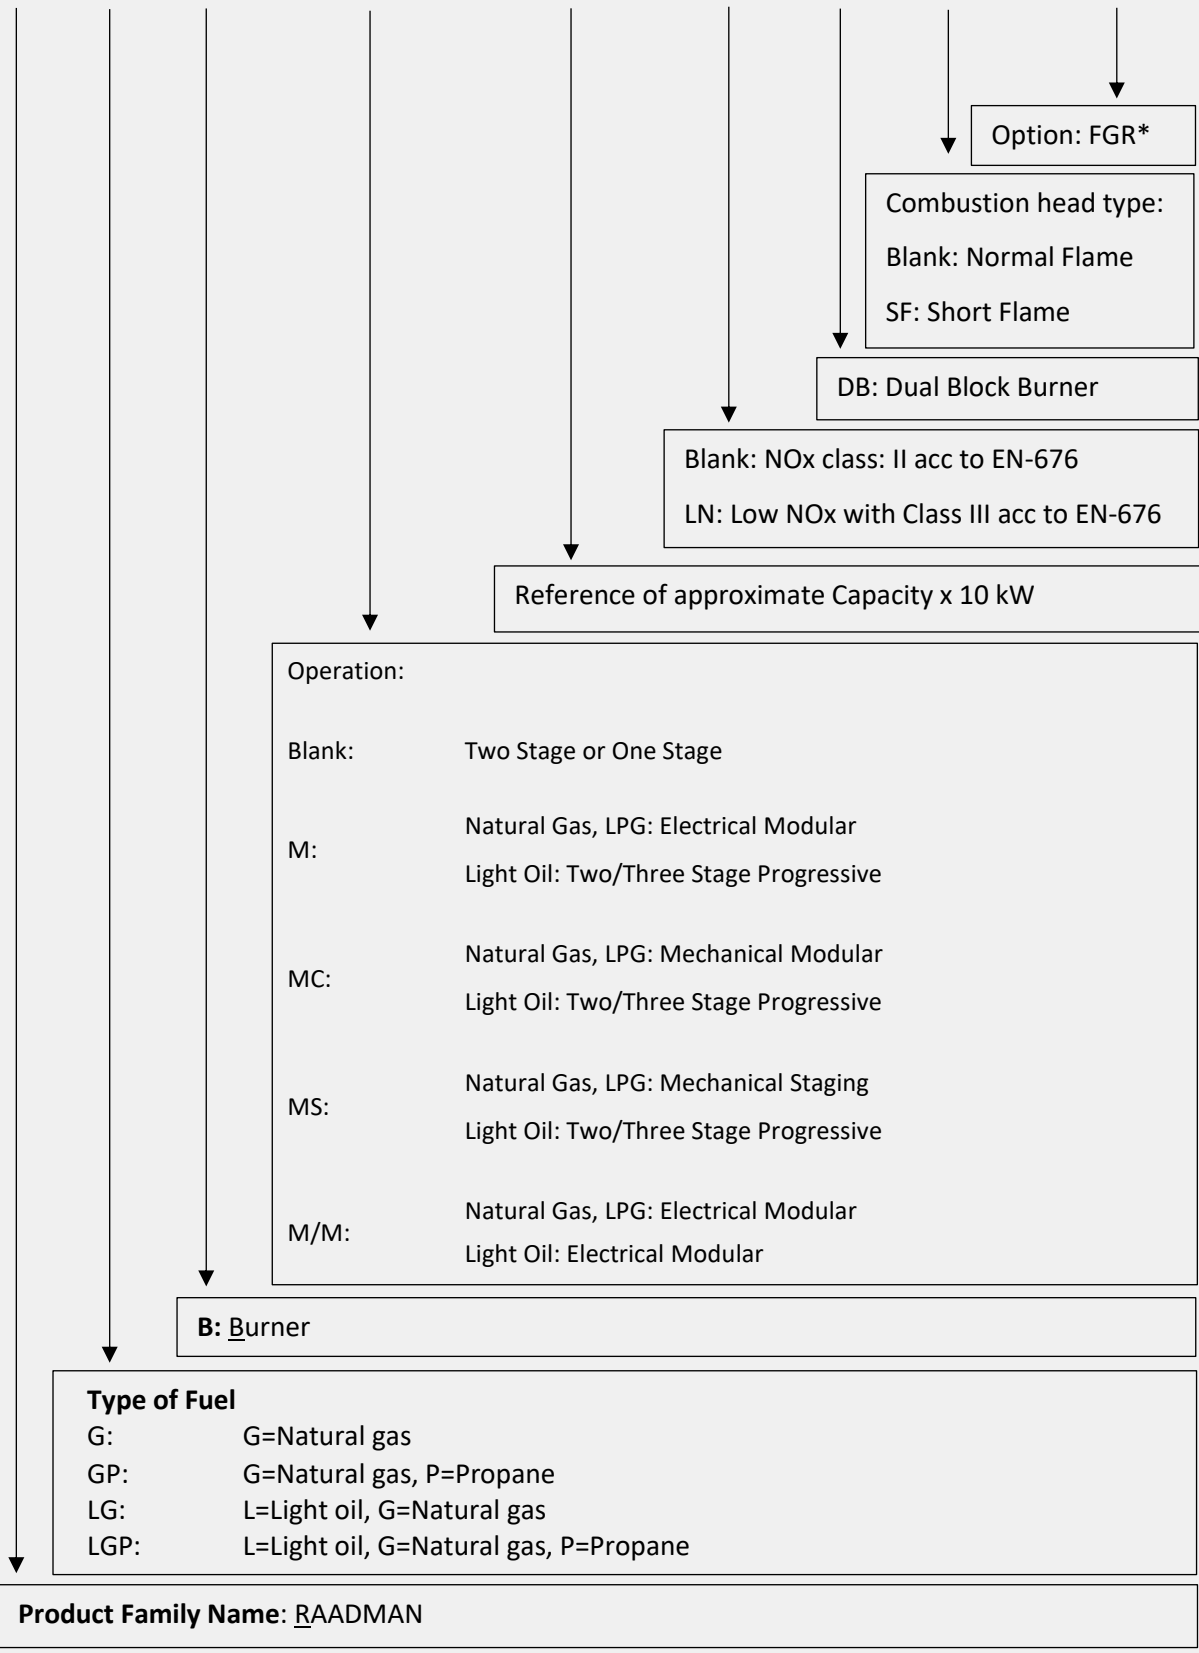 Option: FGR*
Combustion head type:
Blank: Normal Flame
SF: Short Flame
DB: Dual Block Burner
Blank: NOx class: II acc to EN-676
LN: Low NOx with Class III acc to EN-676
Reference of approximate Capacity x 10 kW
Operation:
Blank: Two Stage or One Stage
Natural Gas, LPG: Electrical Modular
M:
Light Oil: Two/Three Stage Progressive
Natural Gas, LPG: Mechanical Modular
MC:
Light Oil: Two/Three Stage Progressive
Natural Gas, LPG: Mechanical Staging
MS:
Light Oil: Two/Three Stage Progressive
Natural Gas, LPG: Electrical Modular
M/M:
Light Oil: Electrical Modular
B: Burner
Type of Fuel
G: G=Natural gas
GP: G=Natural gas, P=Propane
LG: L=Light oil, G=Natural gas
LGP: L=Light oil, G=Natural gas, P=Propane
Product Family Name: RAADMAN